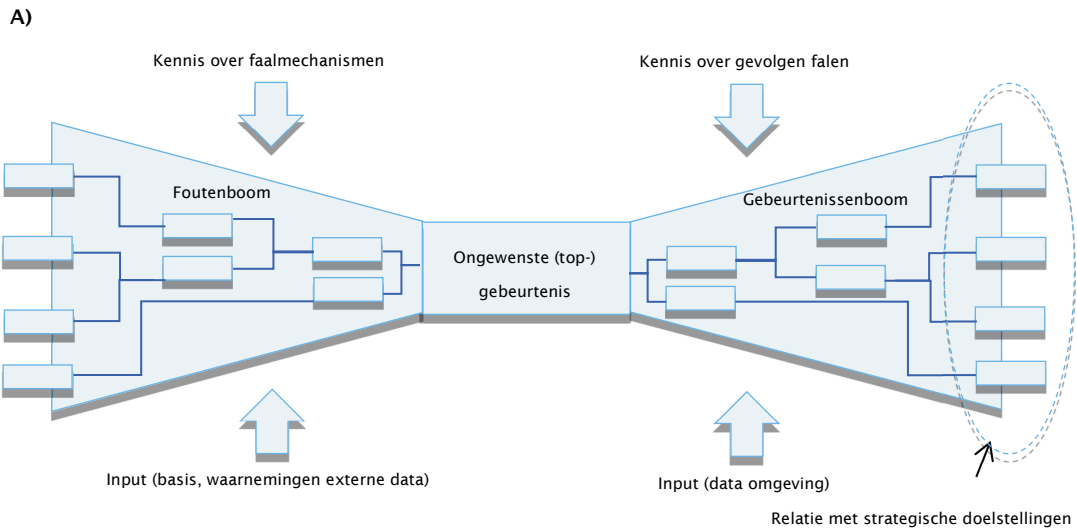 A)
Kennis over faalmechanismen
Kennis over gevolgen falen
Foutenboom
Gebeurtenissenboom
Ongewenste (top-)
gebeurtenis
Input (basis, waarnemingen externe data)
Input (data omgeving)
Relatie met strategische doelstellingen